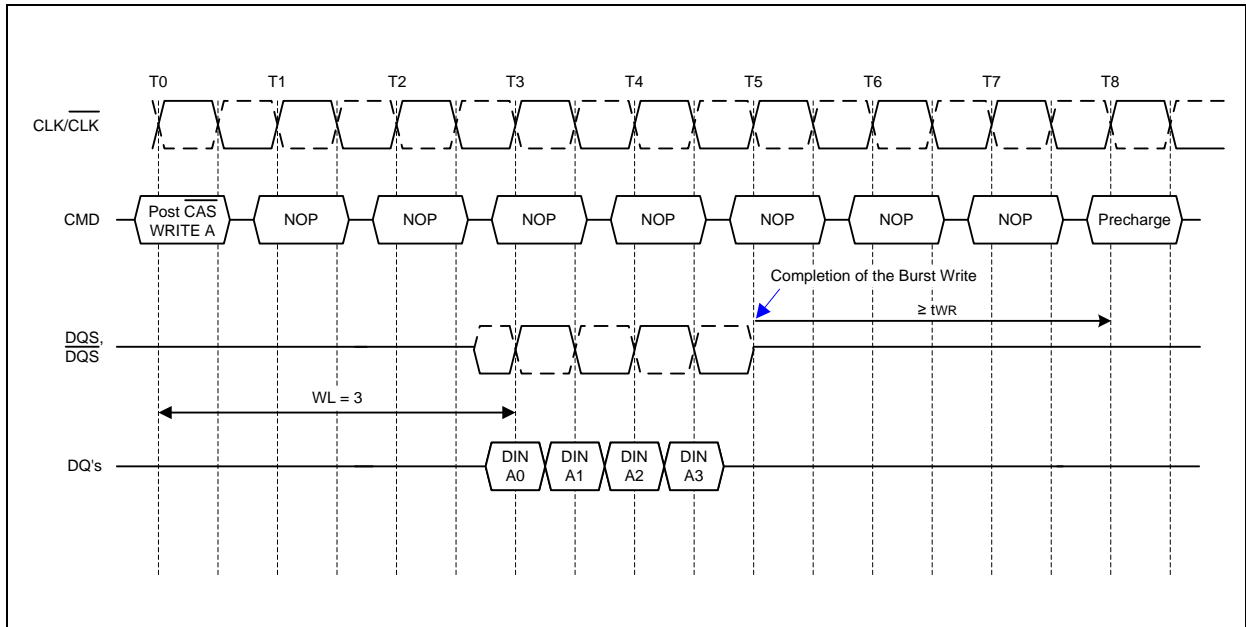 T0 T1 T2 T3 T4 T5 T6 T7 T8
CLK/CLK
CMD
Post CAS
WRITE A
NOP NOP NOP NOP NOP NOP NOP Precharge
Completion of the Burst Write
≥ tWR
DQS,
DQS
WL = 3
DQ's
DIN DIN DIN DIN
A0 A1 A2 A3